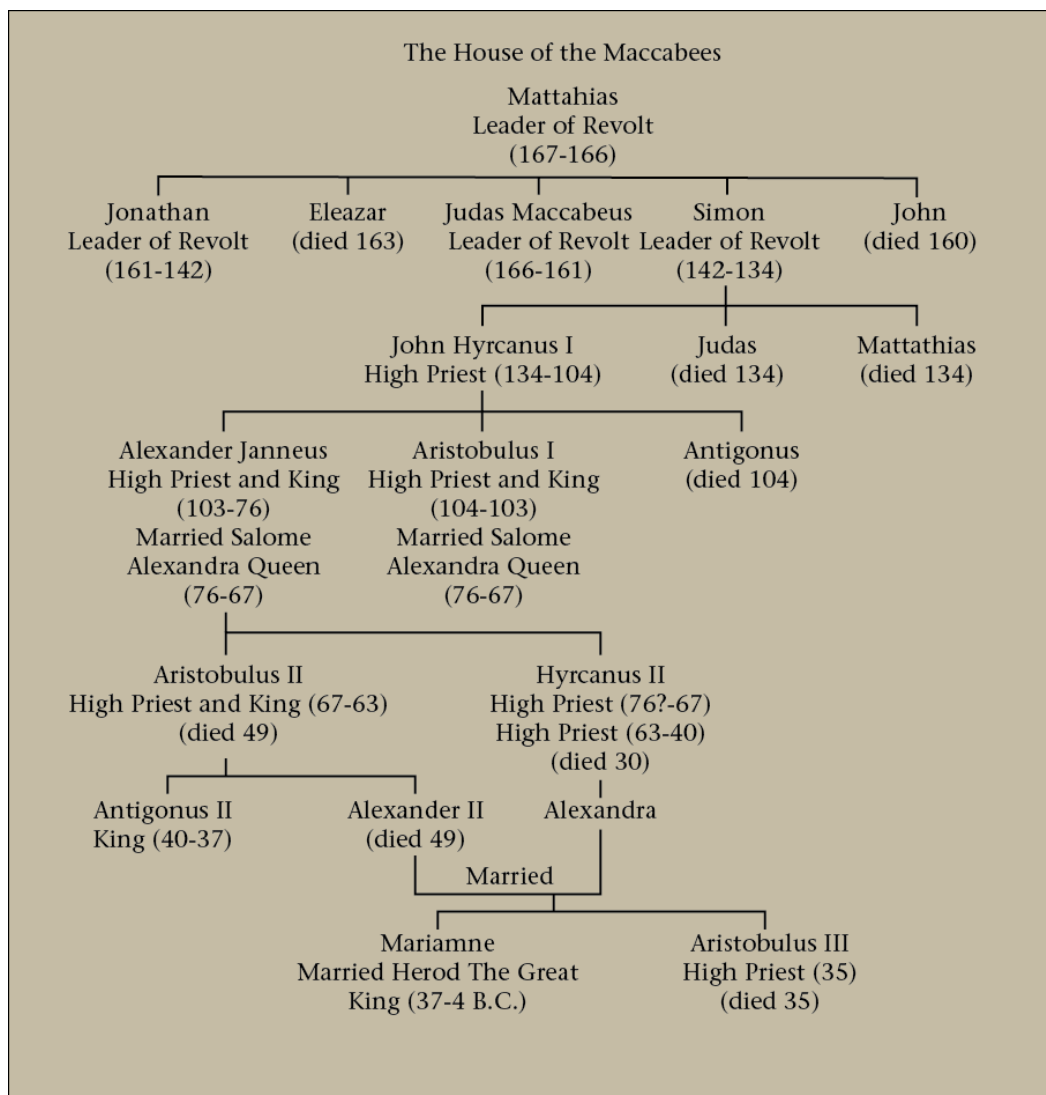 The House of the Maccabees
Mattahias
Leader of Revolt
(167-166)
Jonathan
Leader of Revolt
(161-142)
Eleazar
(died 163)
Judas Maccabeus
Leader of Revolt
(166-161)
Simon
Leader of Revolt
(142-134)
John
(died 160)
John Hyrcanus I
High Priest (134-104)
Judas
(died 134)
Mattathias
(died 134)
Alexander Janneus
High Priest and King
(103-76)
Married Salome
Alexandra Queen
(76-67)
Aristobulus I
High Priest and King
(104-103)
Married Salome
Alexandra Queen
(76-67)
Antigonus
(died 104)
Aristobulus II
High Priest and King (67-63)
(died 49)
Hyrcanus II
High Priest (76?-67)
High Priest (63-40)
(died 30)
Antigonus II
King (40-37)
Alexander II
(died 49)
Alexandra
Married
Mariamne
Married Herod The Great
King (37-4 B.C.)
Aristobulus III
High Priest (35)
(died 35)